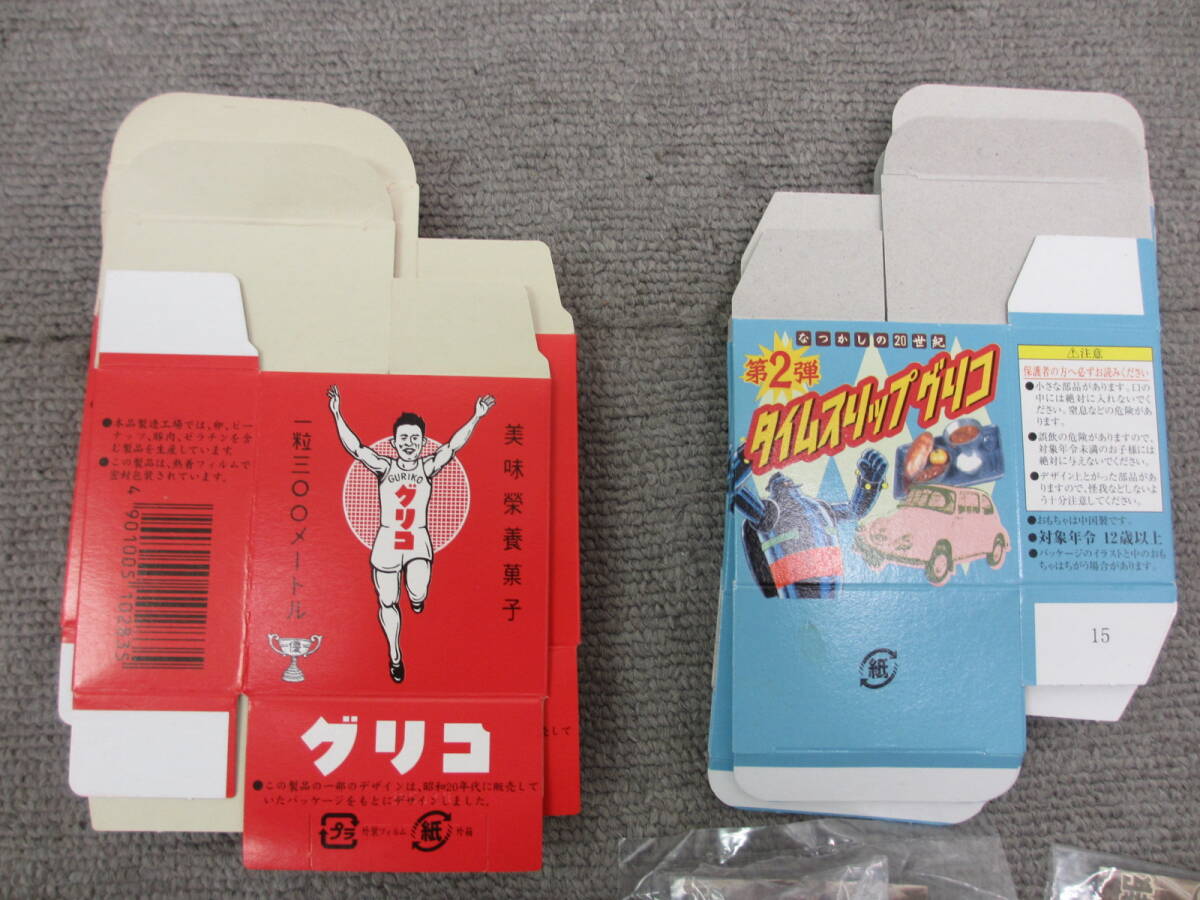 ●本品製造工場では、卵、ピー
ナッツ、豚肉、ゼラチンを含
む製品を生産しています
●この製品は、熱着フィルムで
密封包装されています。
4 901005 102835
一粒三〇〇メートル
GURIKO
グリコ
美味榮養菓子
優
グリコ
●この製品の一部のデザインは、昭和20年代に販売して
いたパッケージをもとにデザインしました。
プラ
外装フィルム
紙
外箱
なつかしの20世紀
第2弾
タイムスリップグリコ
紙
⚠注意
保護者の方へ必ずお読みください
●小さな部品があります。口の
中には絶対に入れないでく
ださい。窒息などの危険があ
ります。
●誤飲の危険がありますので、
対象年令未満のお子様には
絶対に与えないでください。
●デザイン上とがった部品があ
りますので、怪我などしないよ
う十分注意してください。
●おもちゃは中国製です。
●対象年令 12歳以上
●パッケージのイラストと中のおも
ちゃはちがう場合があります。
15